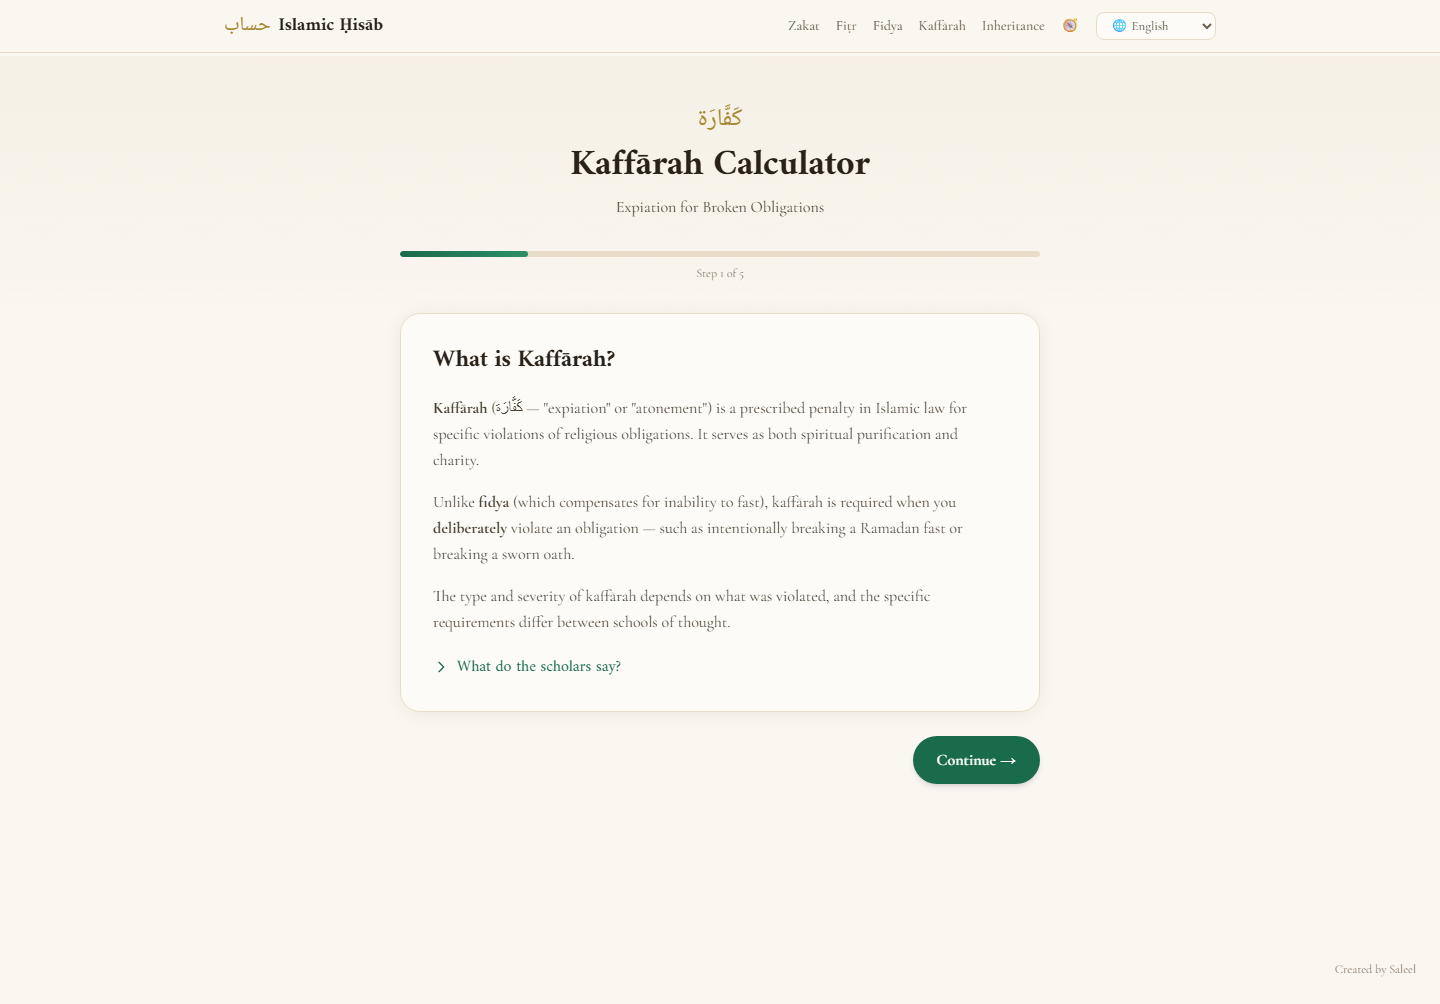 حساب Islamic Ḥisāb
Zakat Fiṭr Fidya Kaffārah Inheritance 🌐 English
كَفَّارَة
Kaffārah Calculator
Expiation for Broken Obligations
Step 1 of 5
What is Kaffārah?
Kaffārah (كَفَّارَة — "expiation" or "atonement") is a prescribed penalty in Islamic law for
specific violations of religious obligations. It serves as both spiritual purification and
charity.
Unlike fidya (which compensates for inability to fast), kaffārah is required when you
deliberately violate an obligation — such as intentionally breaking a Ramadan fast or
breaking a sworn oath.
The type and severity of kaffārah depends on what was violated, and the specific
requirements differ between schools of thought.
What do the scholars say?
Continue →
Created by Saleel